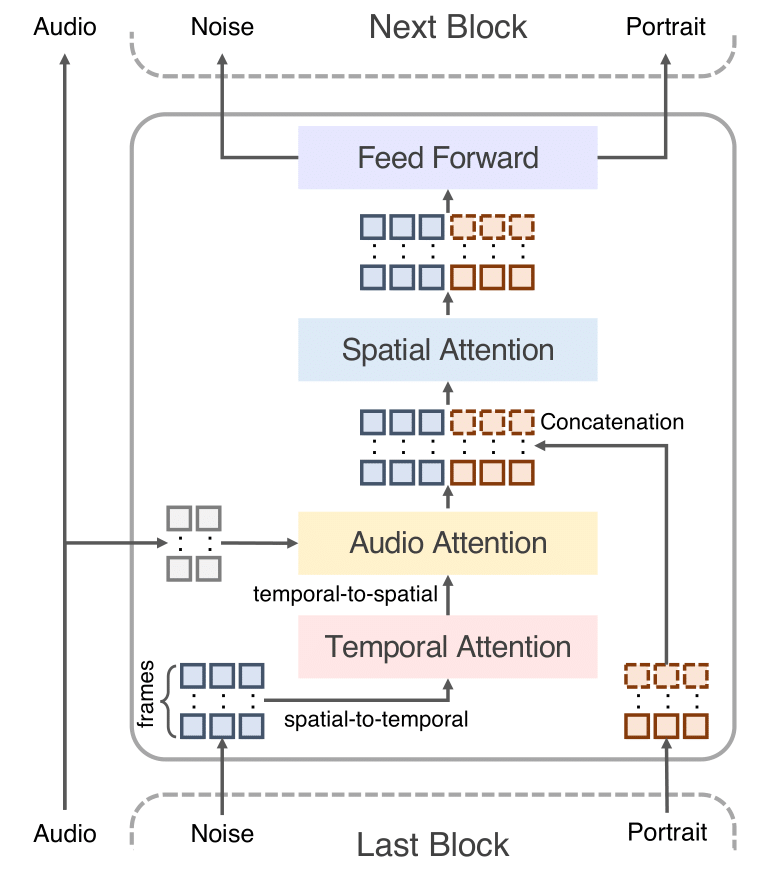 Audio
Noise
Next Block
Portrait
Feed Forward
Spatial Attention
Concatenation
Audio Attention
temporal-to-spatial
Temporal Attention
frames
spatial-to-temporal
Audio
Noise
Last Block
Portrait